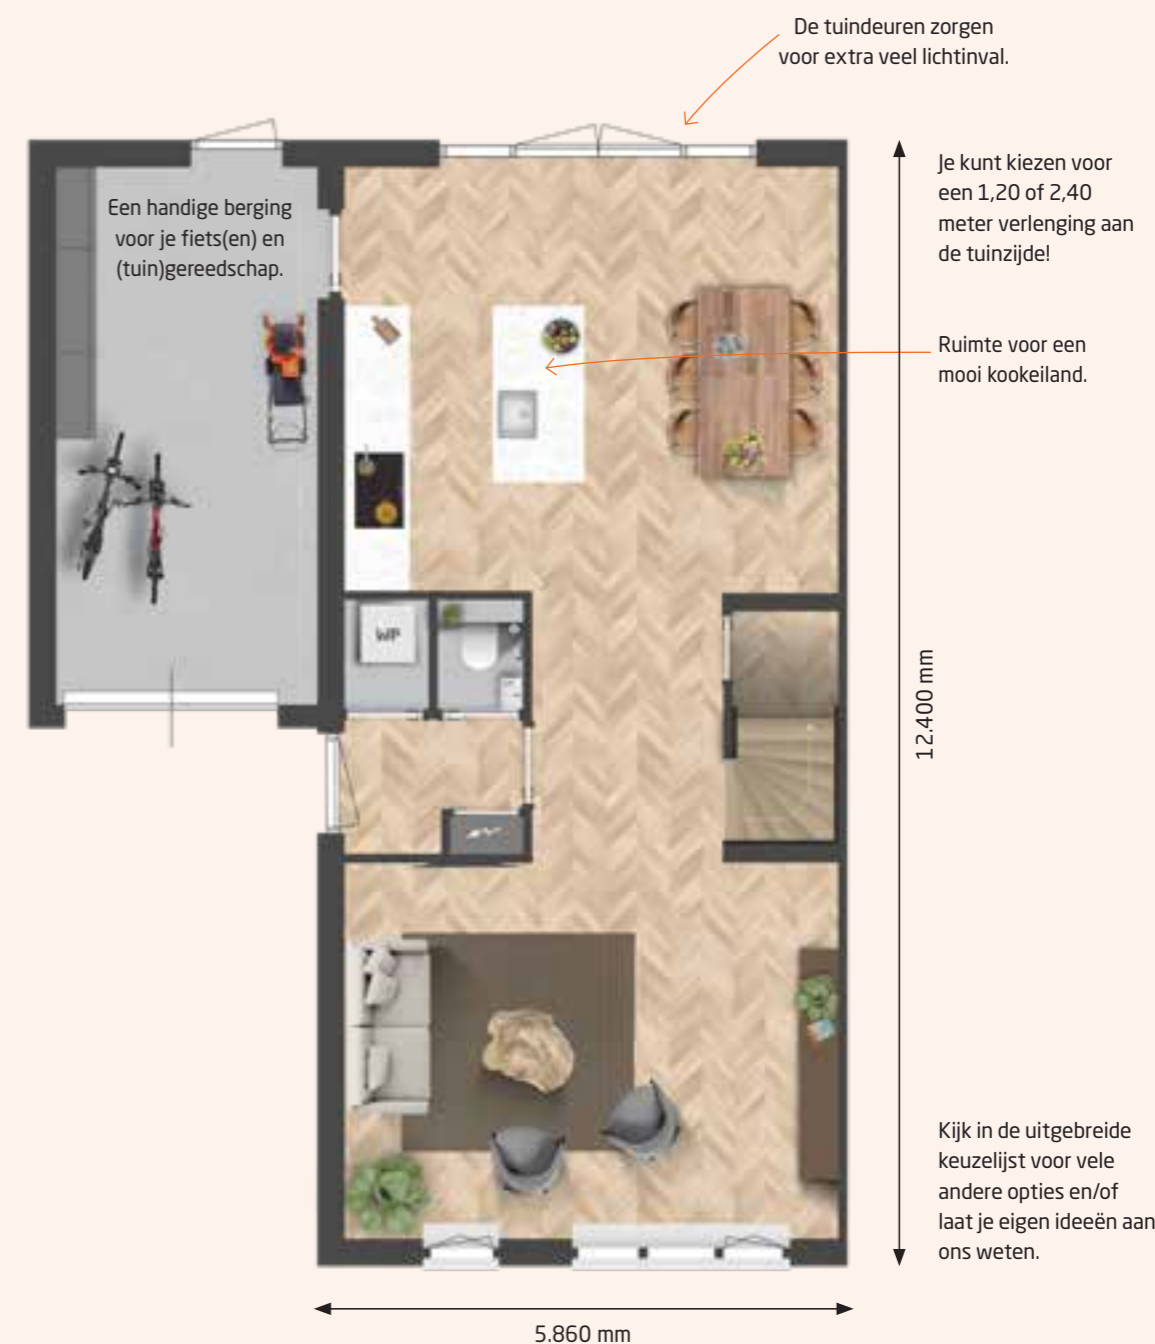 De tuindeuren zorgen
voor extra veel lichtinval.
Je kunt kiezen voor
een 1,20 of 2,40
meter verlenging aan
de tuinzijde!
Een handige berging
voor je fiets(en) en
(tuin)gereedschap.
Ruimte voor een
mooi kookeiland.
WP
12.400 mm
Kijk in de uitgebreide
keuzelijst voor vele
andere opties en/of
laat je eigen ideeën aan
ons weten.
5.860 mm